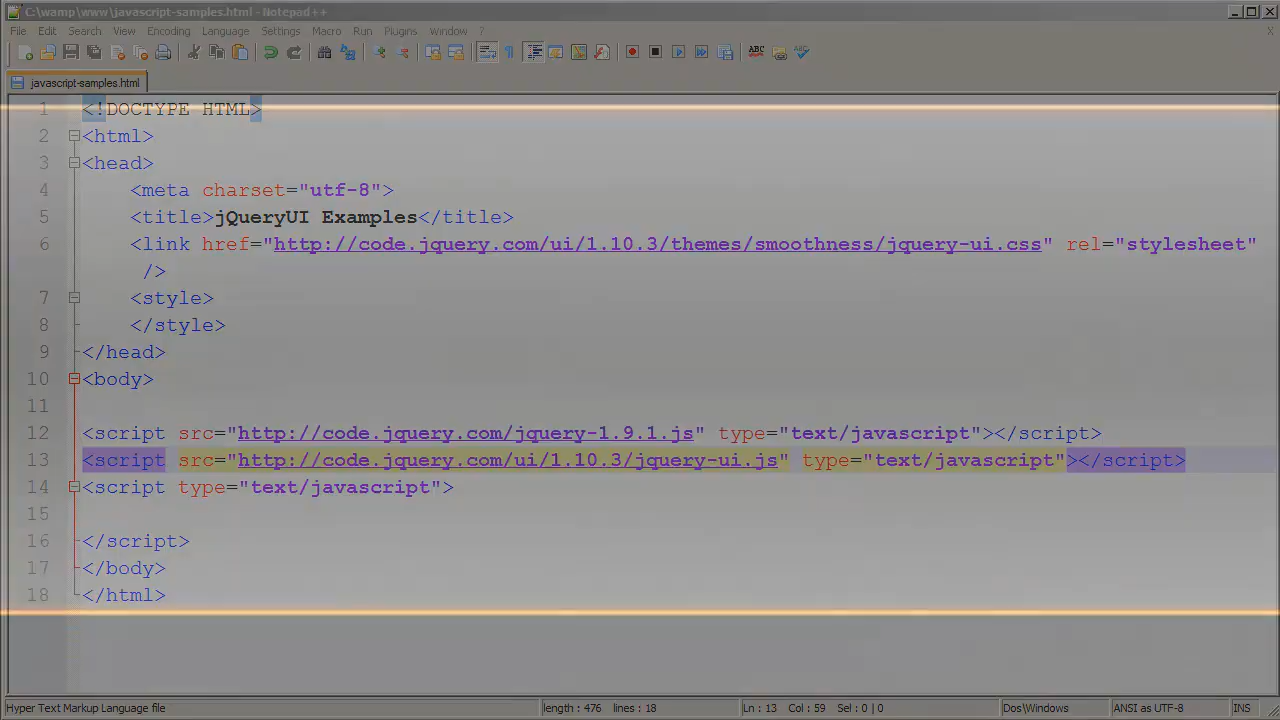 C:\wamp\www\javascript-samples.html - Notepad++
File Edit Search View Encoding Language Settings Macro Run Plugins Window ? X
ABC ABC
javascript-samples.html
1 <!DOCTYPE HTML>
2 <html>
3 <head>
4 <meta charset="utf-8">
5 <title>jQueryUI Examples</title>
6 <link href="http://code.jquery.com/ui/1.10.3/themes/smoothness/jquery-ui.css" rel="stylesheet"
/>
7 <style>
8 </style>
9 </head>
10 <body>
11
12 <script src="http://code.jquery.com/jquery-1.9.1.js" type="text/javascript"></script>
13 <script src="http://code.jquery.com/ui/1.10.3/jquery-ui.js" type="text/javascript"></script>
14 <script type="text/javascript">
15
16 </script>
17 </body>
18 </html>
Hyper Text Markup Language file length : 476 lines : 18 Ln : 13 Col : 59 Sel : 0 | 0 Dos\Windows ANSI as UTF-8 INS